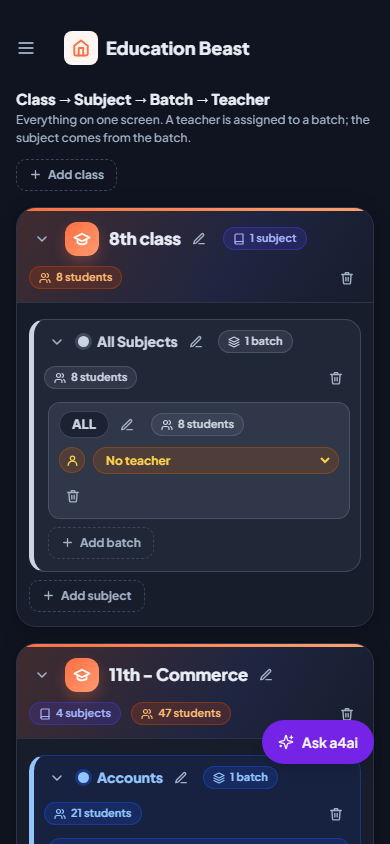 Education Beast
Class → Subject → Batch → Teacher
Everything on one screen. A teacher is assigned to a batch; the
subject comes from the batch.
+ Add class
8th class
1 subject
8 students
All Subjects
1 batch
8 students
ALL
8 students
No teacher
+ Add batch
+ Add subject
11th - Commerce
4 subjects
47 students
Ask a4ai
Accounts
1 batch
21 students